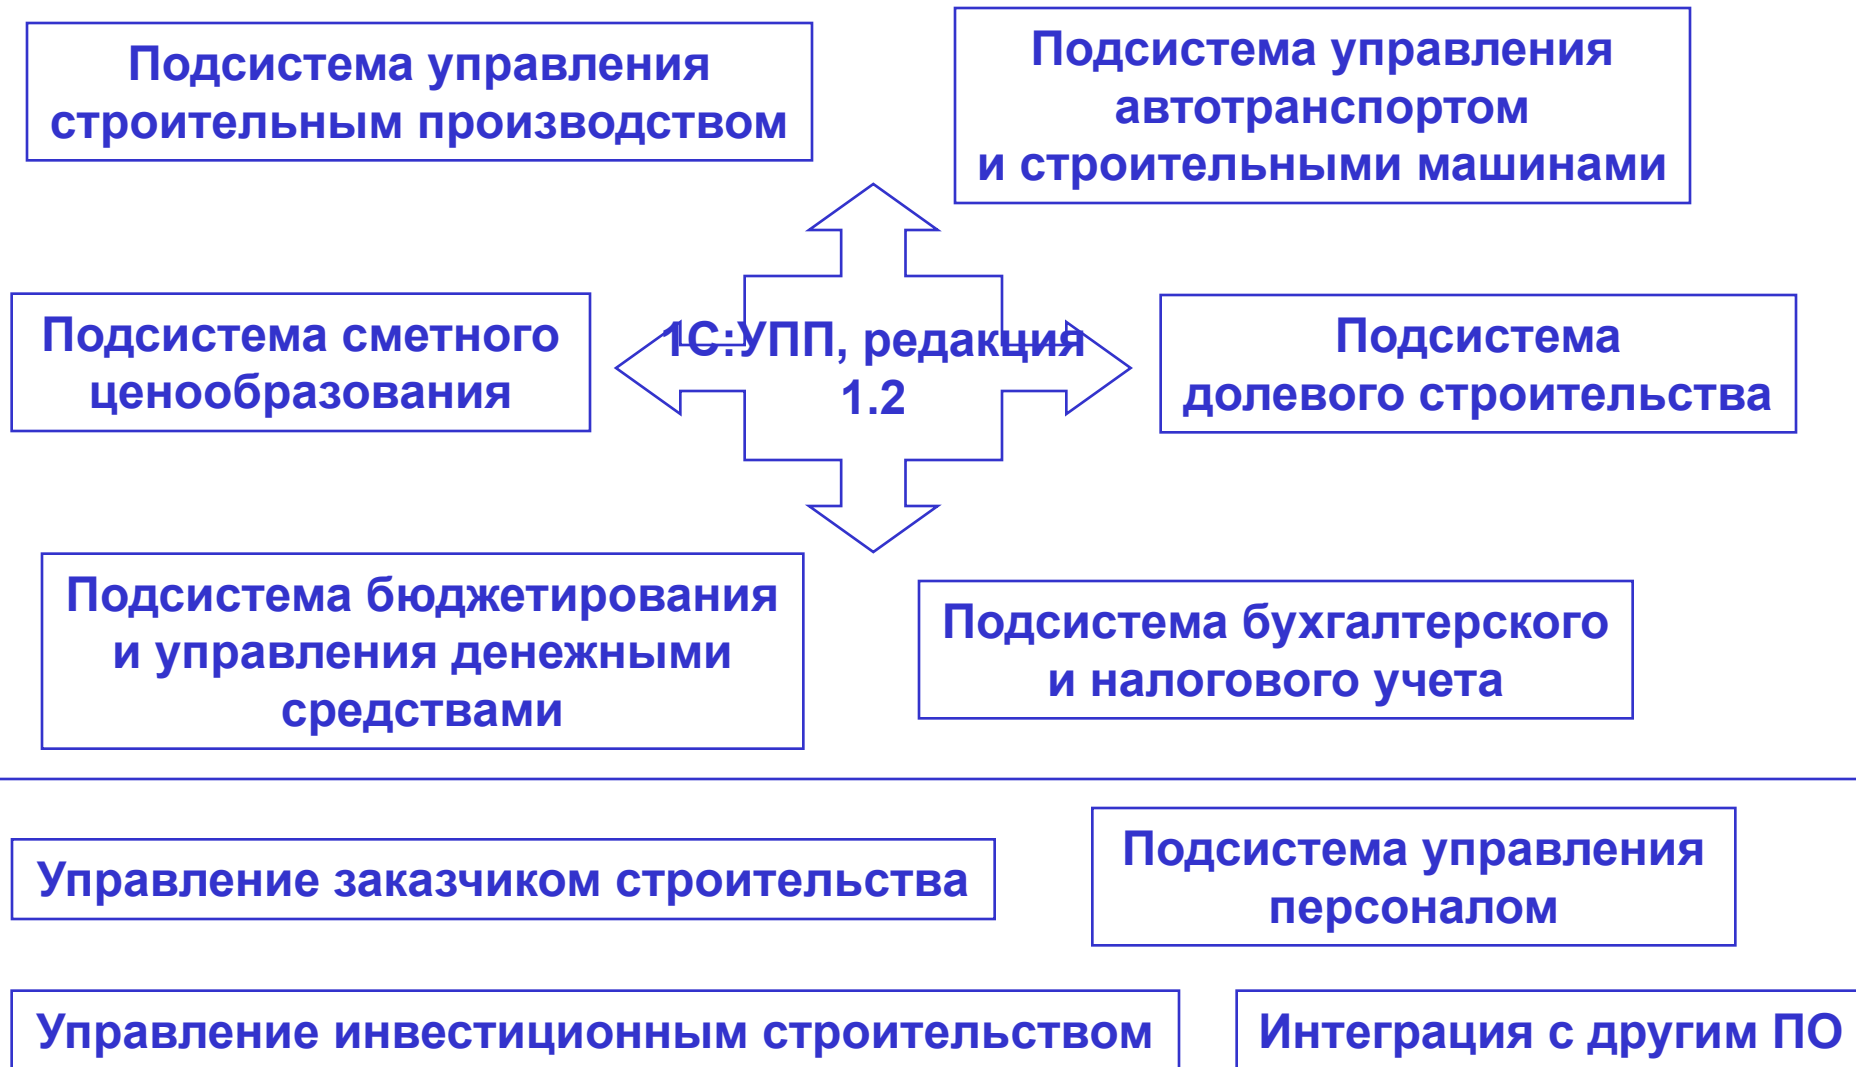 Подсистема управления
строительным производством
Подсистема управления
автотранспортом
и строительными машинами
Подсистема сметного
ценообразования
1С:УПП, редакция
1.2
Подсистема
долевого строительства
Подсистема бюджетирования
и управления денежными
средствами
Подсистема бухгалтерского
и налогового учета
Управление заказчиком строительства
Подсистема управления
персоналом
Управление инвестиционным строительством
Интеграция с другим ПО